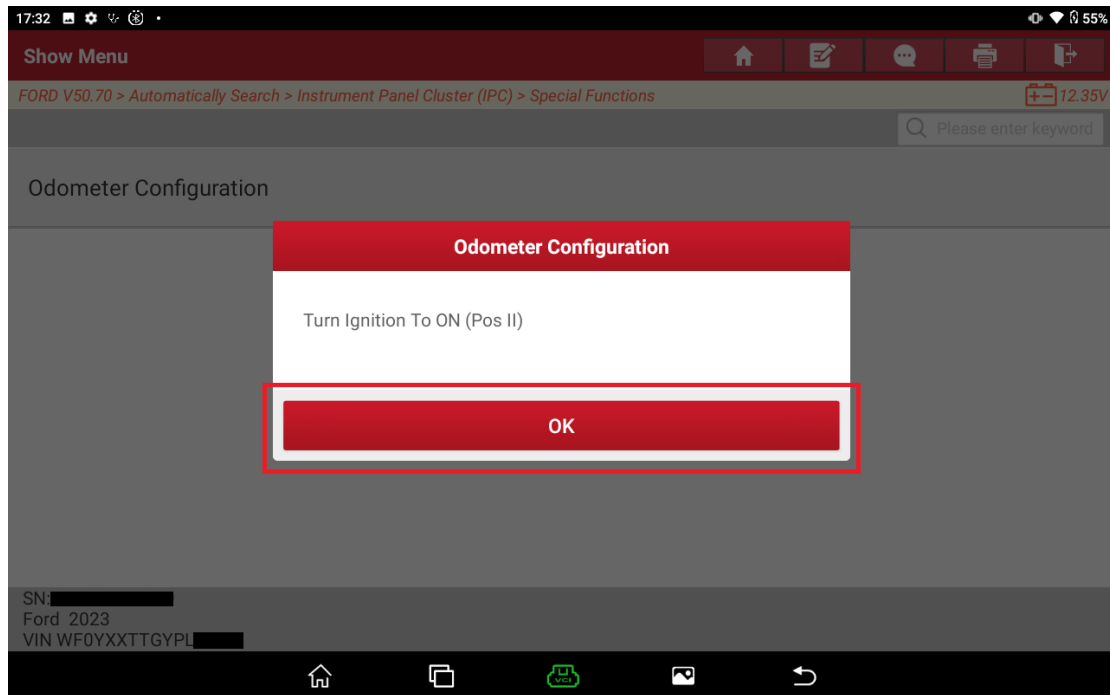 17:32 55%
Show Menu
FORD V50.70 > Automatically Search > Instrument Panel Cluster (IPC) > Special Functions 12.35V
Please enter keyword
Odometer Configuration
Odometer Configuration
Turn Ignition To ON (Pos II)
OK
SN:
Ford 2023
VIN WF0YXXTTGYPL
VCI